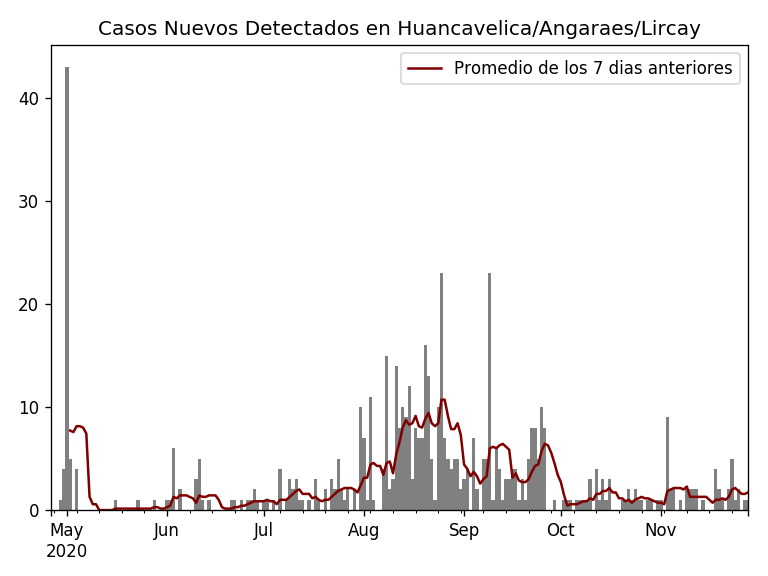 Casos Nuevos Detectados en Huancavelica/Angaraes/Lircay
Promedio de los 7 dias anteriores
40
30
20
10
0
May Jun Jul Aug Sep Oct Nov
2020